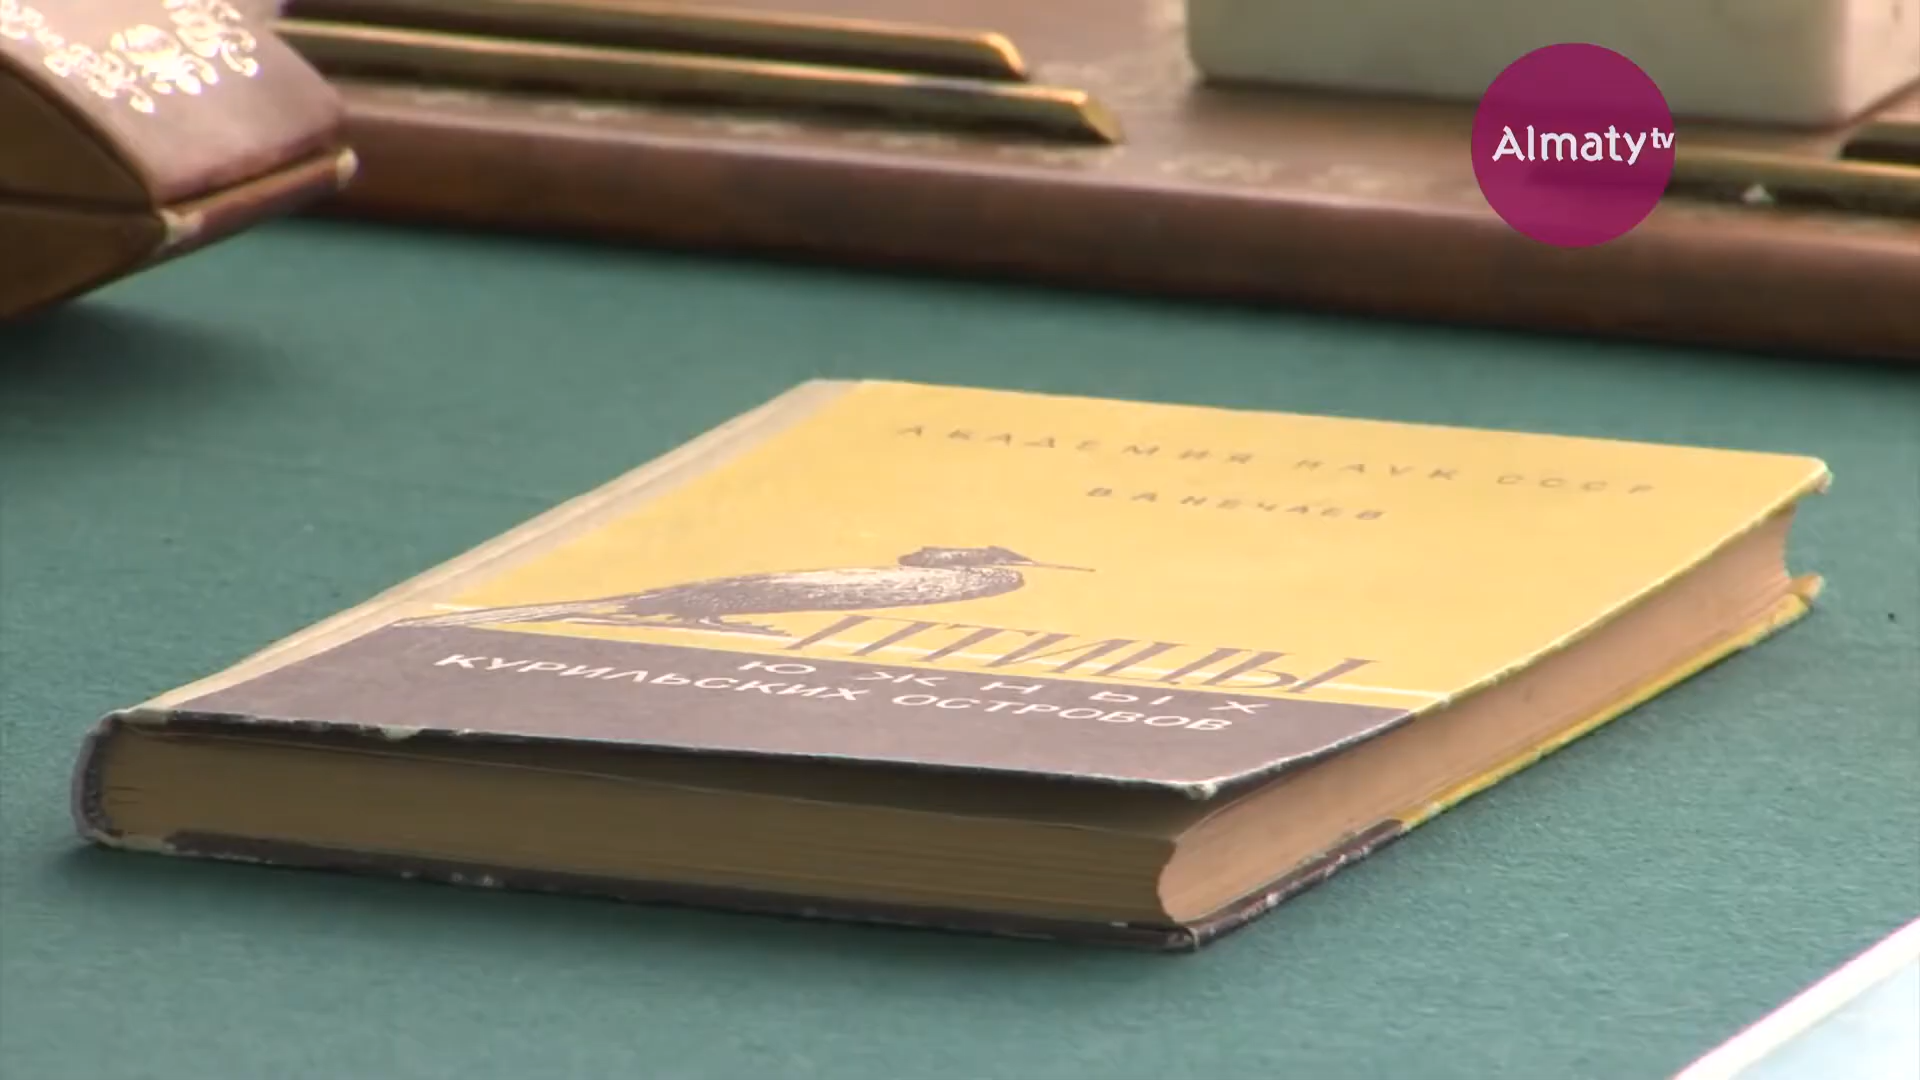 Almaty tv
АКАДЕМИЯ НАУК СССР
В А НЕЧАЕВ
ПТИЦЫ
ЮЖНЫХ
КУРИЛЬСКИХ ОСТРОВОВ